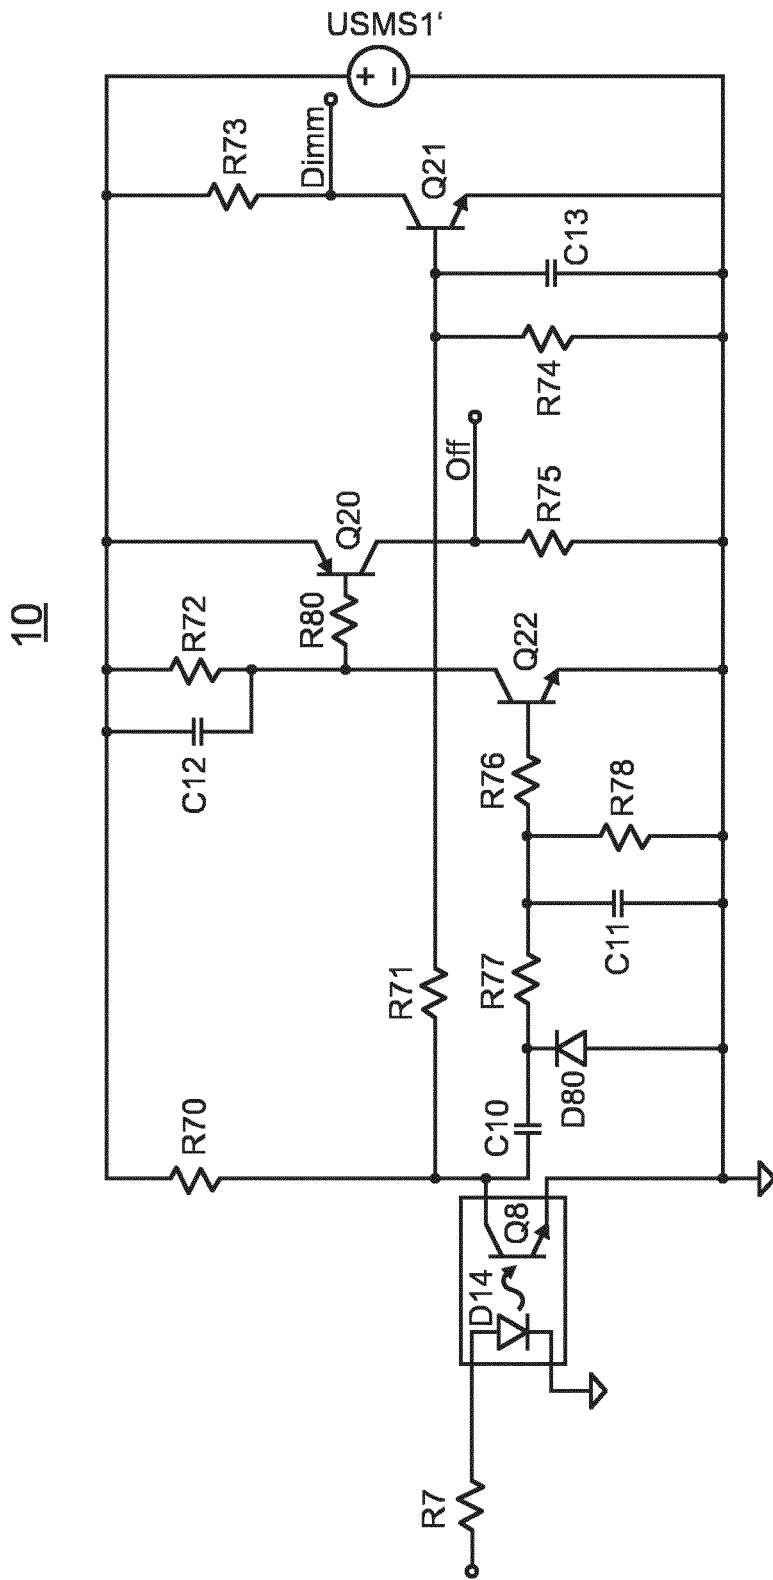 10
USMS1‘
+ −
R73
Dimm
Q21
C13
R74
Off
R75
Q20
R80
R72
C12
Q22
R76
R78
C11
R77
R71
D80
C10
R70
Q8
D14
R7